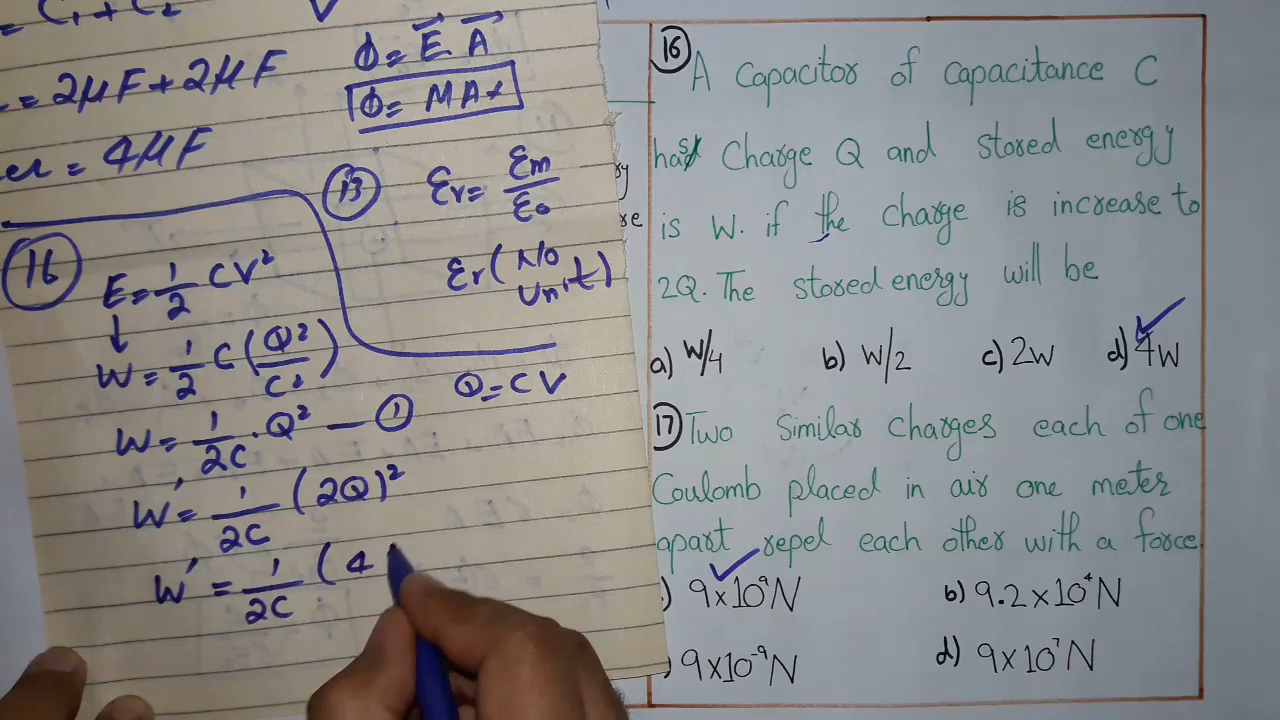 = C₁ + C₂ V
= 2μF + 2μF
= 4μF
ϕ = E⃗ A⃗
ϕ = MAx
13 εr = εm/ε₀
εr (No Unit)
16 E = 1/2 CV²
↓
W = 1/2 C (Q²/C²)
Q = CV
W = 1/2C . Q² — 1
W' = 1/2C (2Q)²
W' = 1/2C (4
16 A Capacitor of Capacitance C
has Charge Q and stored energy
is W. if the charge is increase to
2Q. The stored energy will be
a) W/4 b) W/2 c) 2W d) 4W
17 Two Similar Charges each of one
Coulomb placed in air one meter
apart repel each other with a force
) 9×10⁹N b) 9.2×10⁴N
) 9×10⁻⁹N d) 9×10⁷N